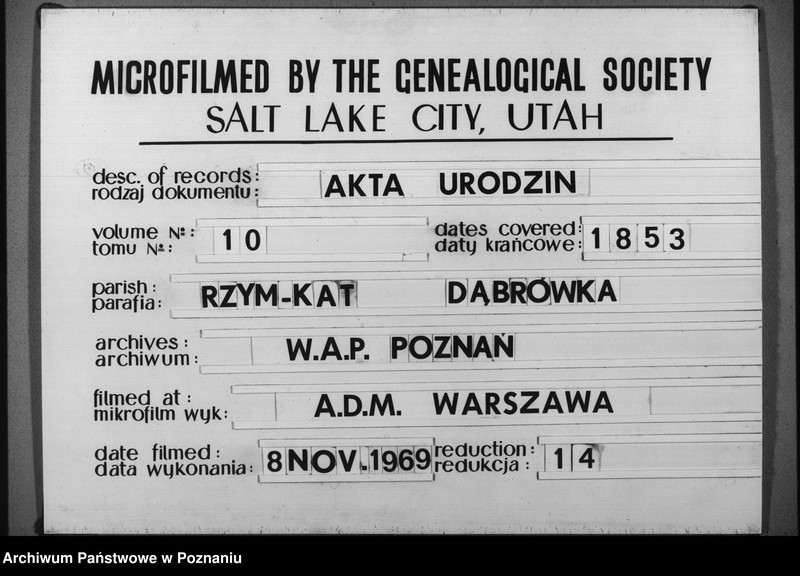 MICROFILMED BY THE GENEALOGICAL SOCIETY
SALT LAKE CITY, UTAH
desc. of records: AKTA URODZIN
rodzaj dokumentu:
volume №: 10 dates covered: 1853
tomu №: daty krańcowe:
parish: RZYM-KAT DĄBRÓWKA
parafia:
archives: W.A.P. POZNAŃ
archiwum:
filmed at: A.D.M. WARSZAWA
mikrofilm wyk:
date filmed: 8 NOV. 1969 reduction: 14
data wykonania: redukcja:
Archiwum Państwowe w Poznaniu